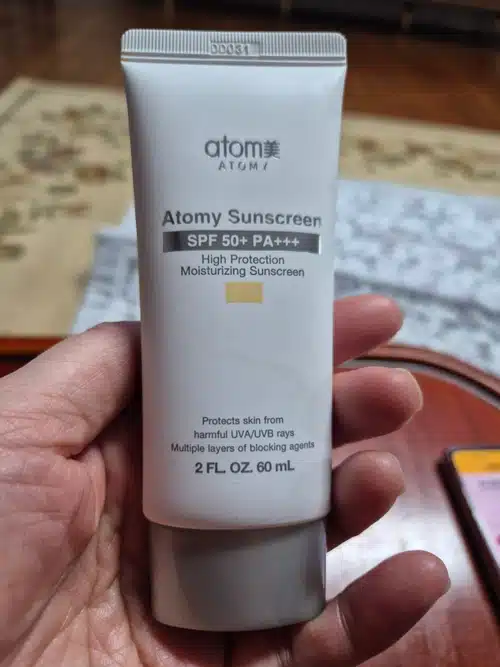 00031
atom美
ATOMY
Atomy Sunscreen
SPF 50+ PA+++
High Protection
Moisturizing Sunscreen
Protects skin from
harmful UVA/UVB rays
Multiple layers of blocking agents
2 FL. OZ. 60 mL